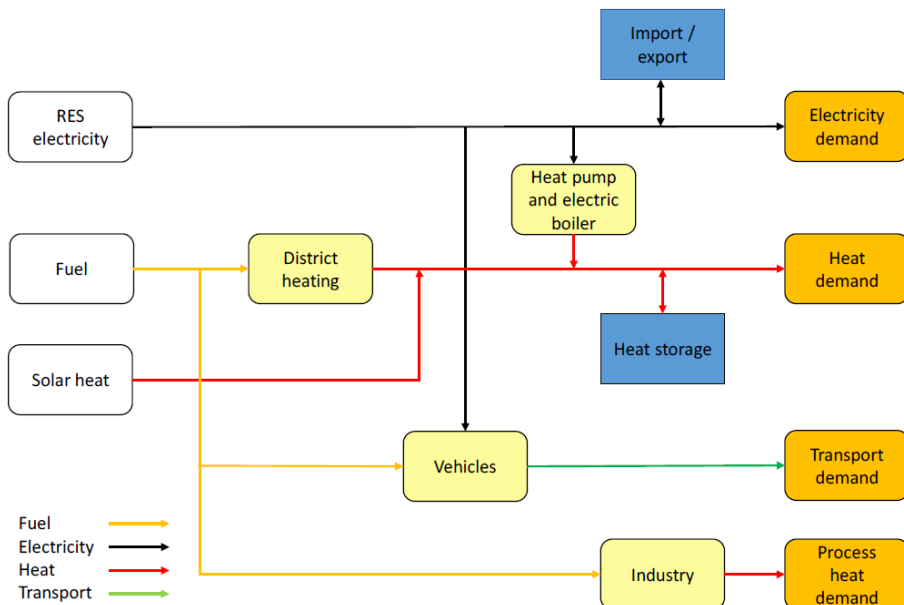 Import /
export
RES
electricity
Electricity
demand
Heat pump
and electric
boiler
Fuel
District
heating
Heat
demand
Solar heat
Heat storage
Vehicles
Transport
demand
Fuel
Electricity
Heat
Transport
Industry
Process
heat
demand